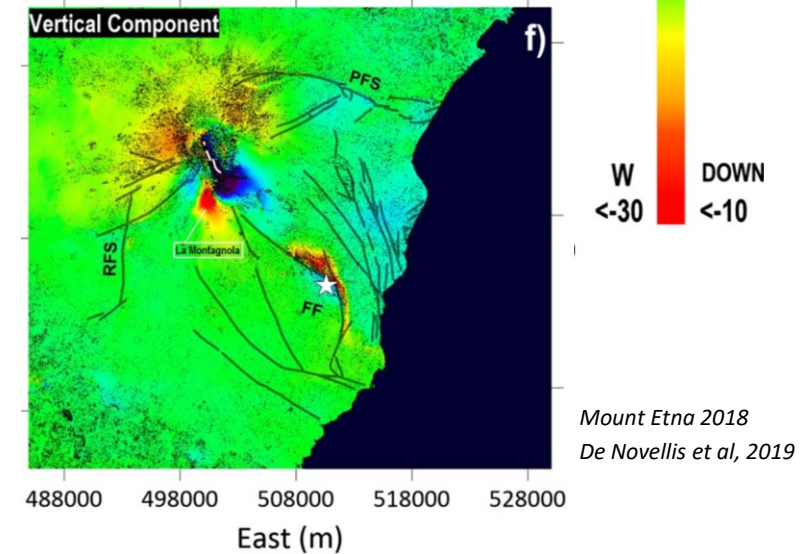 Vertical Component
f)
PFS
W
DOWN
<-30
<-10
La Montagnola
RFS
FF
)
Mount Etna 2018
De Novellis et al, 2019
488000 498000 508000 518000 528000
East (m)